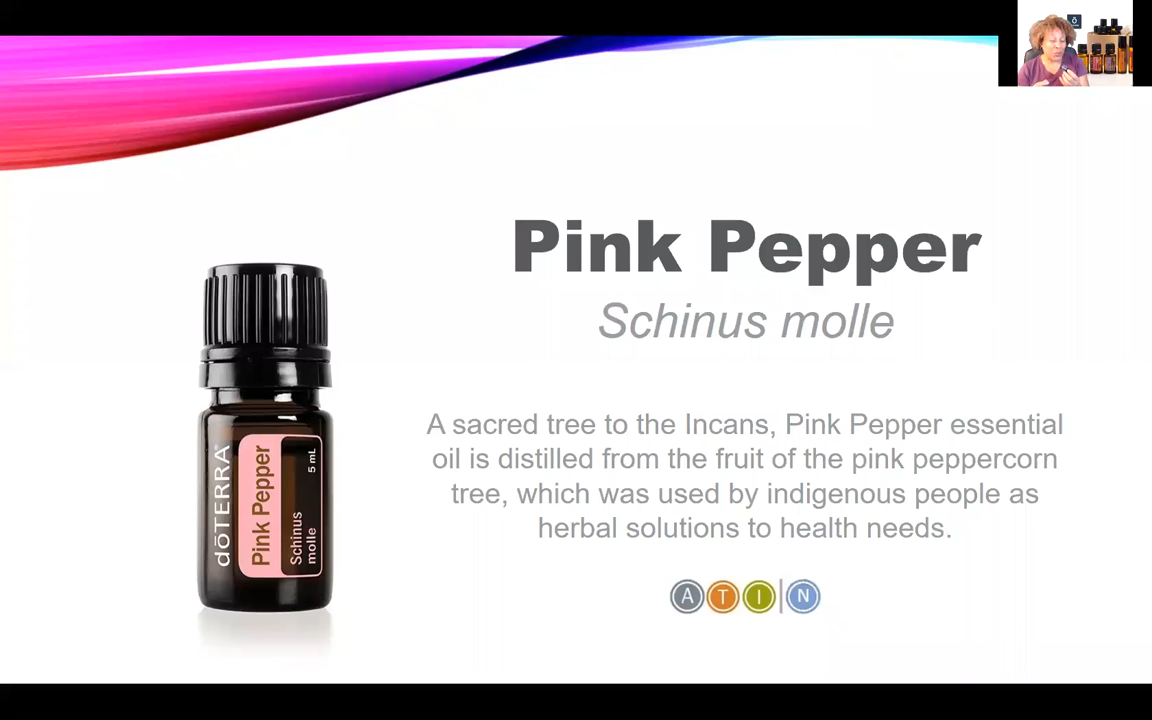 Pink Pepper
Schinus molle
A sacred tree to the Incans, Pink Pepper essential
oil is distilled from the fruit of the pink peppercorn
tree, which was used by indigenous people as
herbal solutions to health needs.
A T I N
dōTERRA®
Pink Pepper
Schinus
molle
5 mL